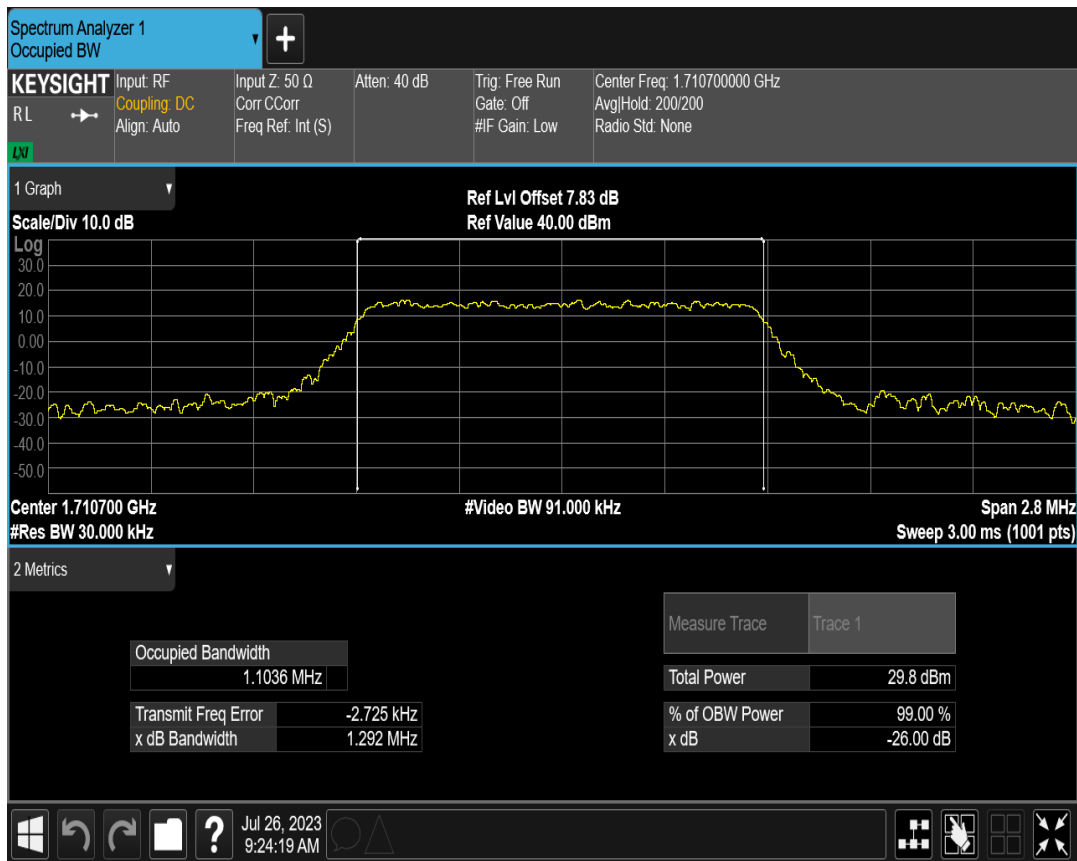 Spectrum Analyzer 1
Occupied BW
+
KEYSIGHT
RL
LXI
Input: RF
Coupling: DC
Align: Auto
Input Z: 50 Ω
Corr CCorr
Freq Ref: Int (S)
Atten: 40 dB
Trig: Free Run
Gate: Off
#IF Gain: Low
Center Freq: 1.710700000 GHz
Avg|Hold: 200/200
Radio Std: None
1 Graph
Ref Lvl Offset 7.83 dB
Scale/Div 10.0 dB
Ref Value 40.00 dBm
Log
30.0
20.0
10.0
0.00
-10.0
-20.0
-30.0
-40.0
-50.0
Center 1.710700 GHz
#Video BW 91.000 kHz
Span 2.8 MHz
#Res BW 30.000 kHz
Sweep 3.00 ms (1001 pts)
2 Metrics
Measure Trace Trace 1
Occupied Bandwidth
1.1036 MHz
Total Power 29.8 dBm
Transmit Freq Error -2.725 kHz
% of OBW Power 99.00 %
x dB Bandwidth 1.292 MHz
x dB -26.00 dB
?
Jul 26, 2023
9:24:19 AM